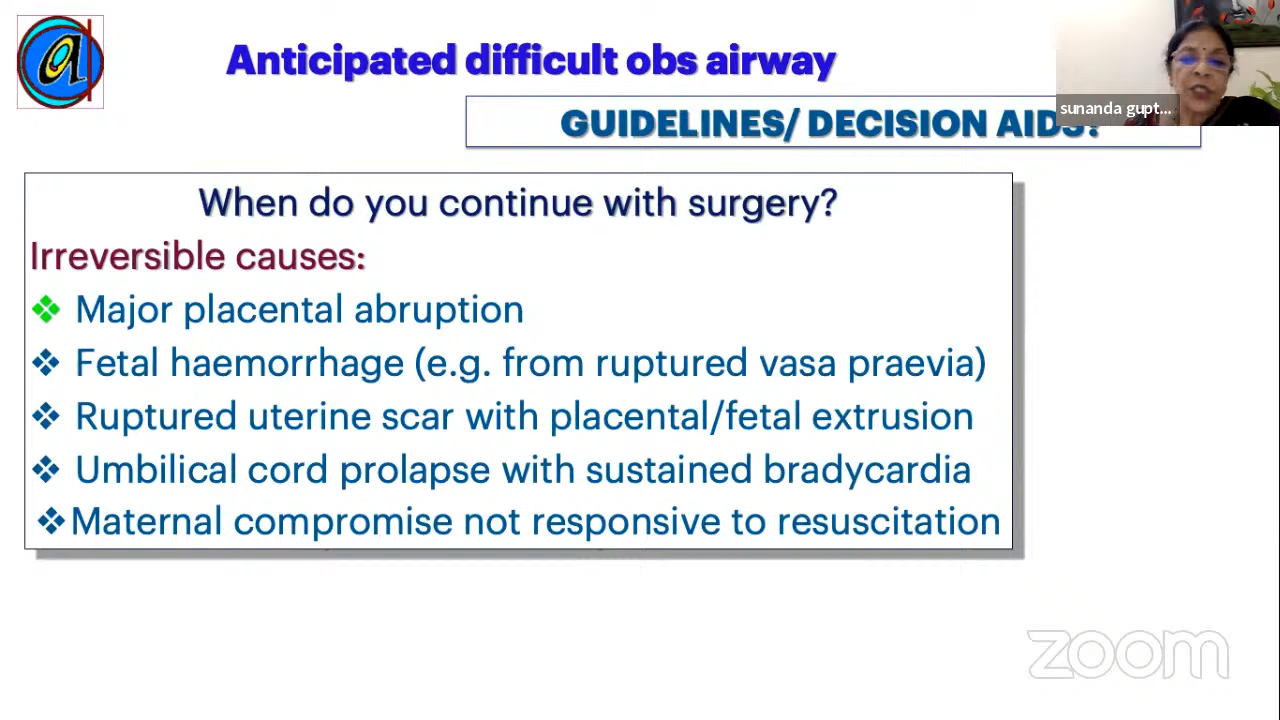 Anticipated difficult obs airway
sunanda gupt...
GUIDELINES/ DECISION AIDS?
When do you continue with surgery?
Irreversible causes:
❖ Major placental abruption
❖ Fetal haemorrhage (e.g. from ruptured vasa praevia)
❖ Ruptured uterine scar with placental/fetal extrusion
❖ Umbilical cord prolapse with sustained bradycardia
❖ Maternal compromise not responsive to resuscitation
zoom